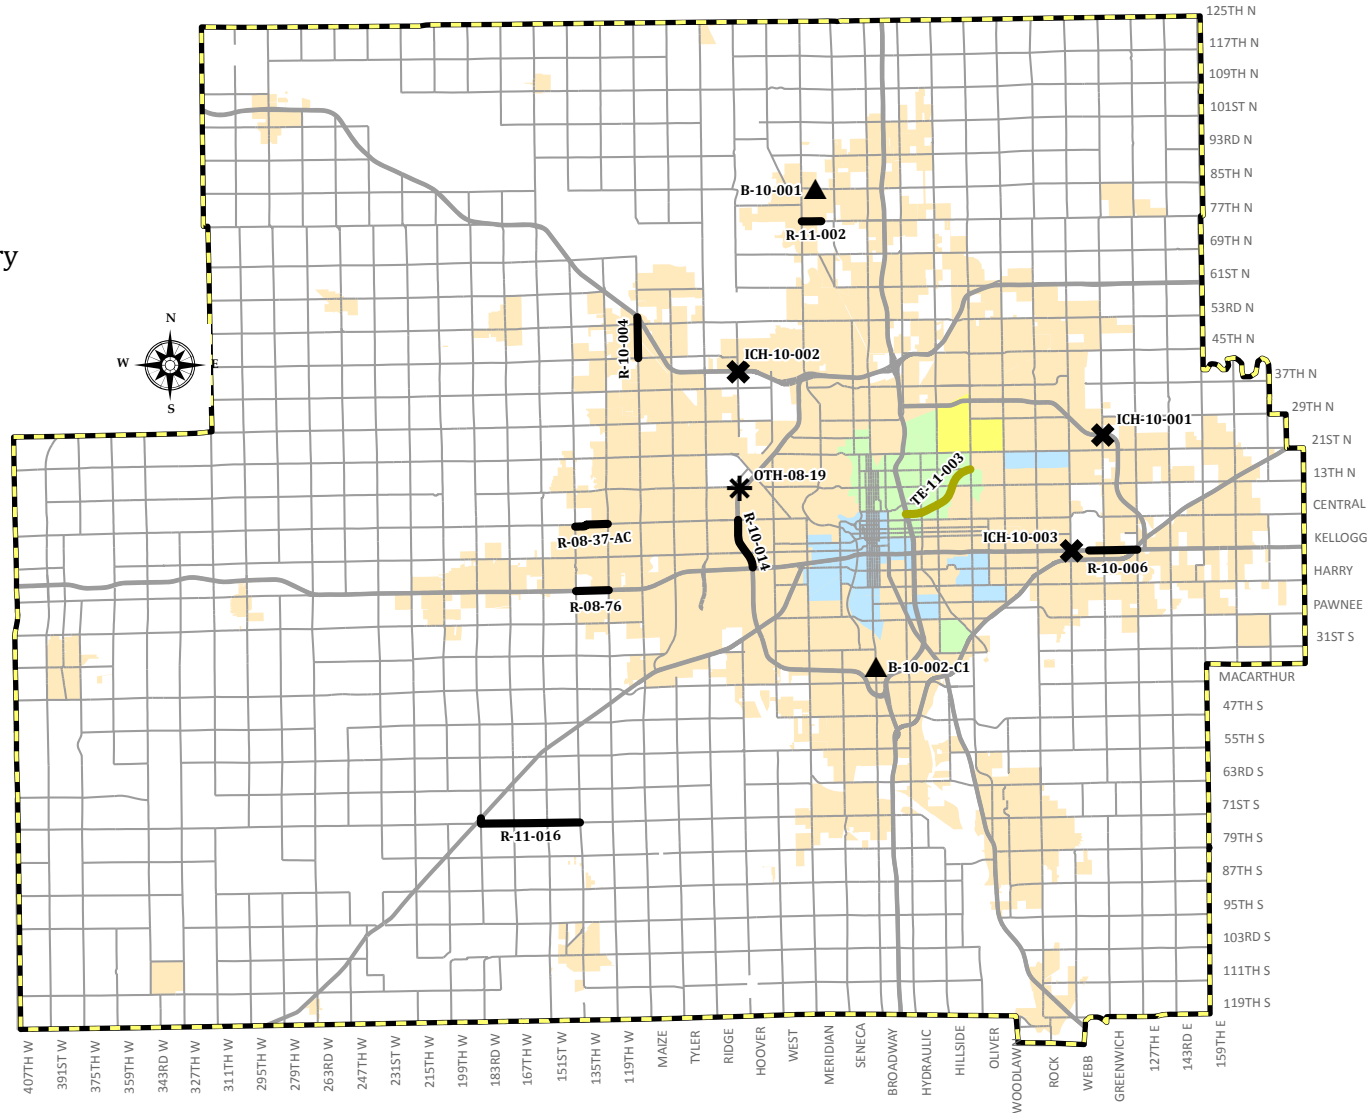 125TH N
117TH N
109TH N
101ST N
93RD N
85TH N
B-10-001
77TH N
R-11-002
69TH N
ry
61ST N
53RD N
N
45TH N
R-10-004
ICH-10-002
W
E
37TH N
S
29TH N
ICH-10-001
21ST N
13TH N
OTH-08-19
TE-11-003
CENTRAL
R-08-37-AC
R-10-014
ICH-10-003
KELLOGG
R-10-006
HARRY
R-08-76
PAWNEE
31ST S
B-10-002-C1
MACARTHUR
47TH S
55TH S
63RD S
71ST S
R-11-016
79TH S
87TH S
95TH S
103RD S
111TH S
119TH S
407TH W
391ST W
375TH W
359TH W
343RD W
327TH W
311TH W
295TH W
279TH W
263RD W
247TH W
231ST W
215TH W
199TH W
183RD W
167TH W
151ST W
135TH W
119TH W
MAIZE
TYLER
RIDGE
HOOVER
WEST
MERIDIAN
SENECA
BROADWAY
HYDRAULIC
HILLSIDE
OLIVER
WOODLAWN
ROCK
WEBB
GREENWICH
127TH E
143RD E
159TH E